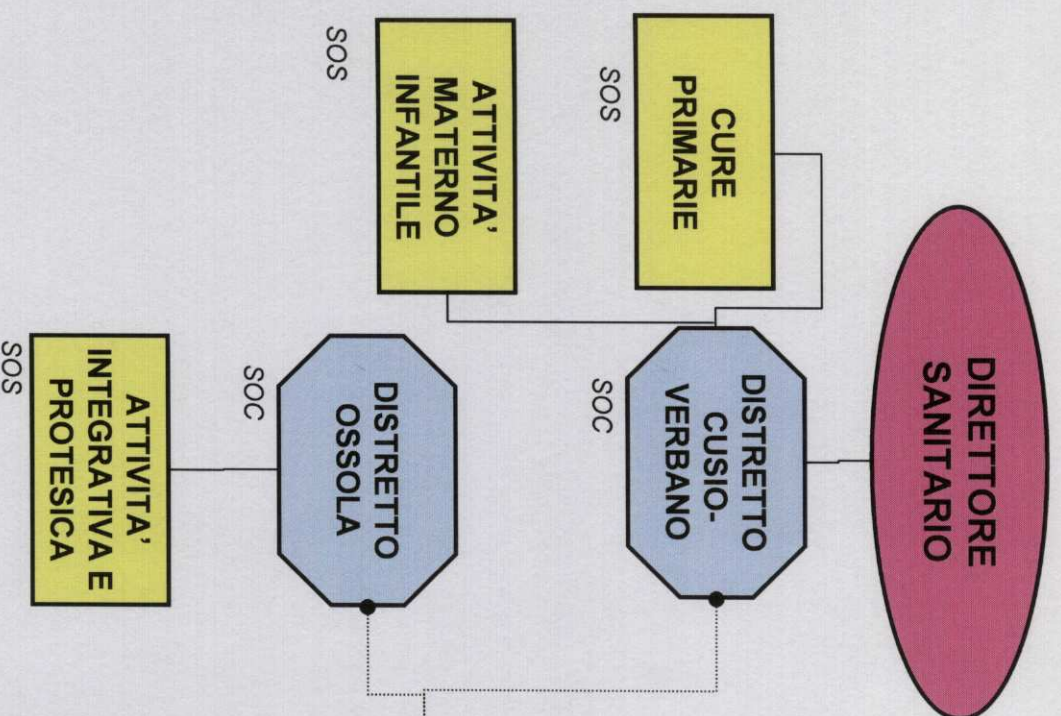 DIRETTORE
SANITARIO
DISTRETTO
CUSIO-
VERBANO
SOC
CURE
PRIMARIE
SOS
ATTIVITA'
MATERNO
INFANTILE
SOS
DISTRETTO
OSSOLA
SOC
ATTIVITA'
INTEGRATIVA E
PROTESICA
SOS